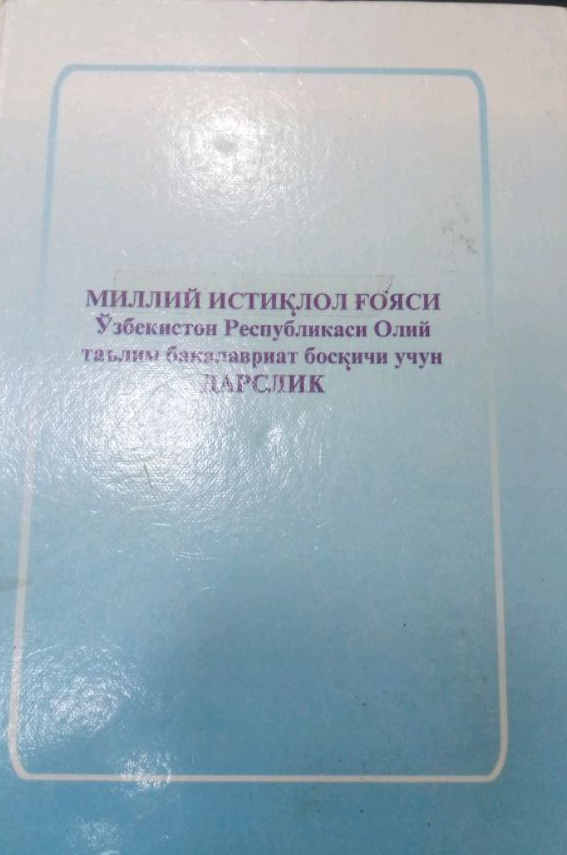 МИЛЛИЙ ИСТИҚЛОЛ ҒОЯСИ
Ўзбекистон Республикаси Олий
таълим бакалавриат босқичи учун
ДАРСЛИК